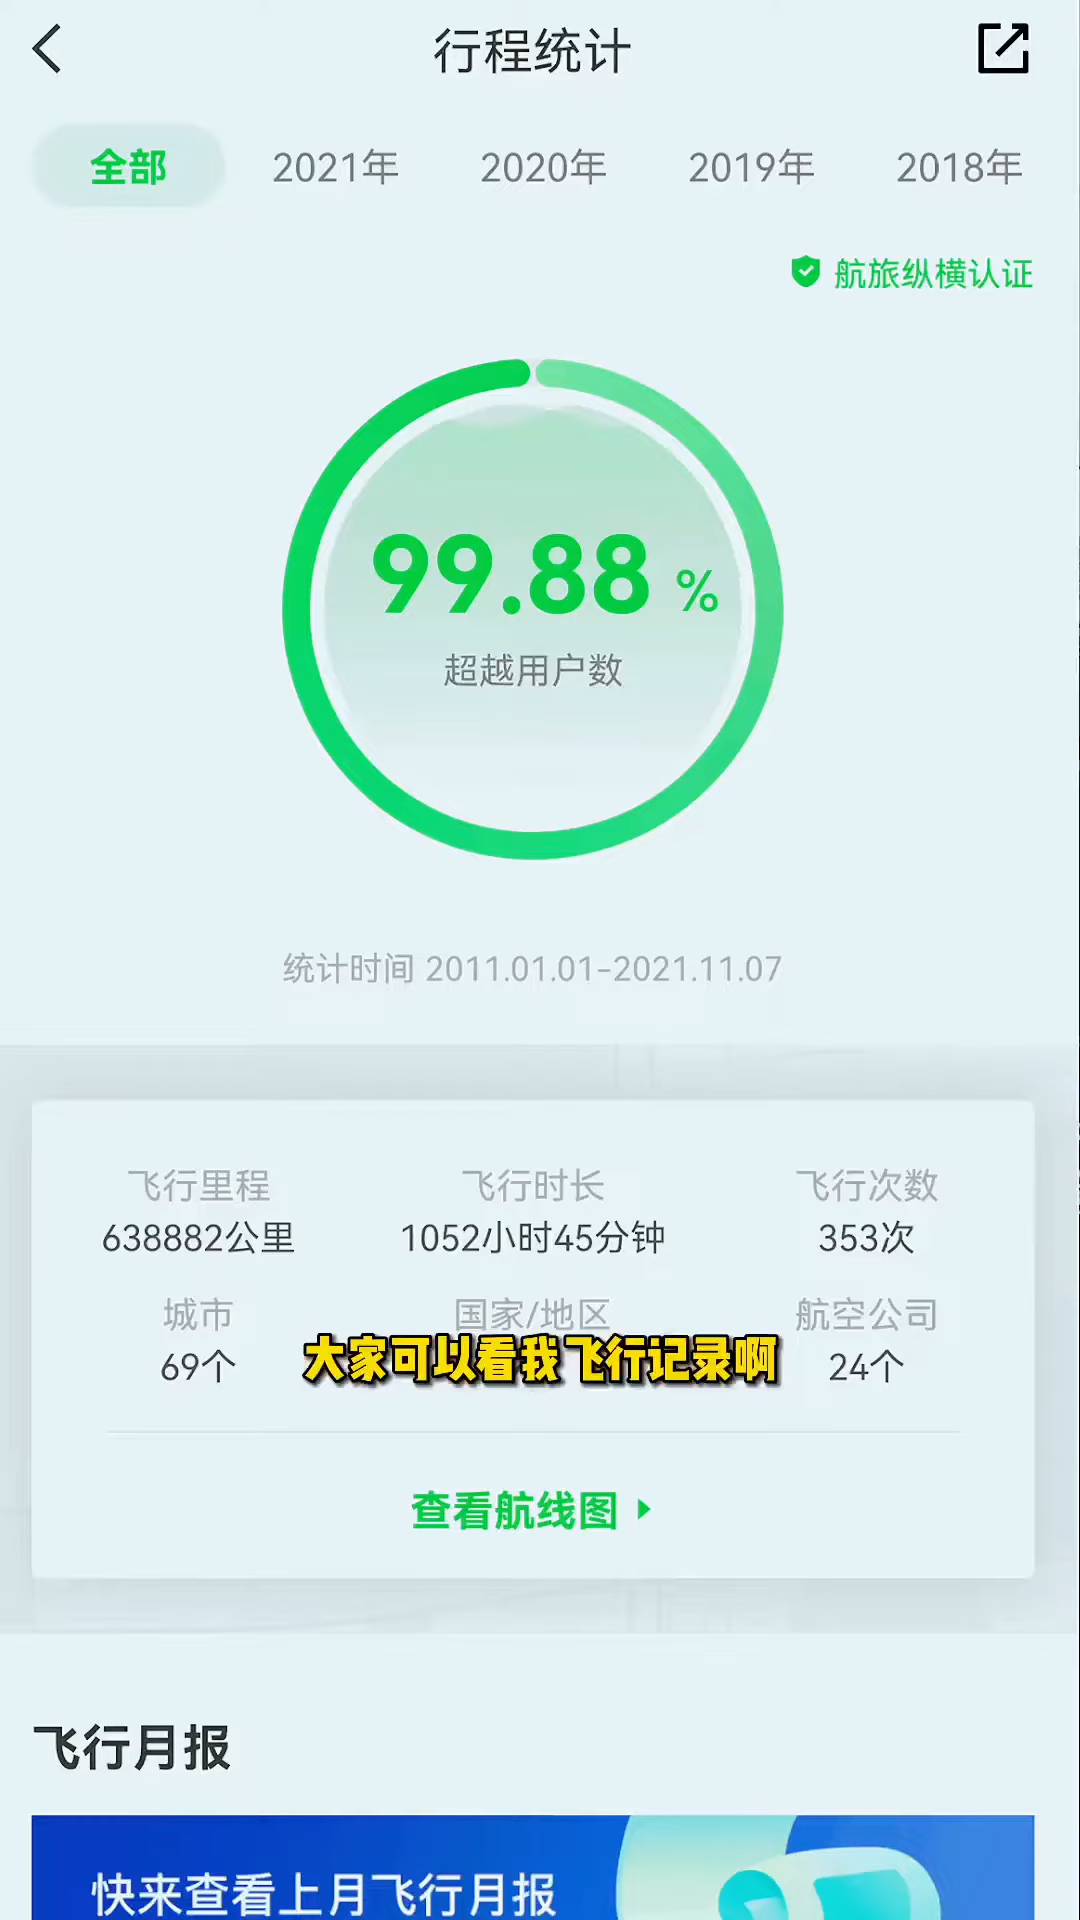 行程统计
全部 2021年 2020年 2019年 2018年
航旅纵横认证
99.88 %
超越用户数
统计时间 2011.01.01-2021.11.07
飞行里程 飞行时长 飞行次数
638882公里 1052小时45分钟 353次
城市 国家/地区 航空公司
69个 大家可以看我飞行记录啊 24个
查看航线图
飞行月报
快来查看上月飞行月报